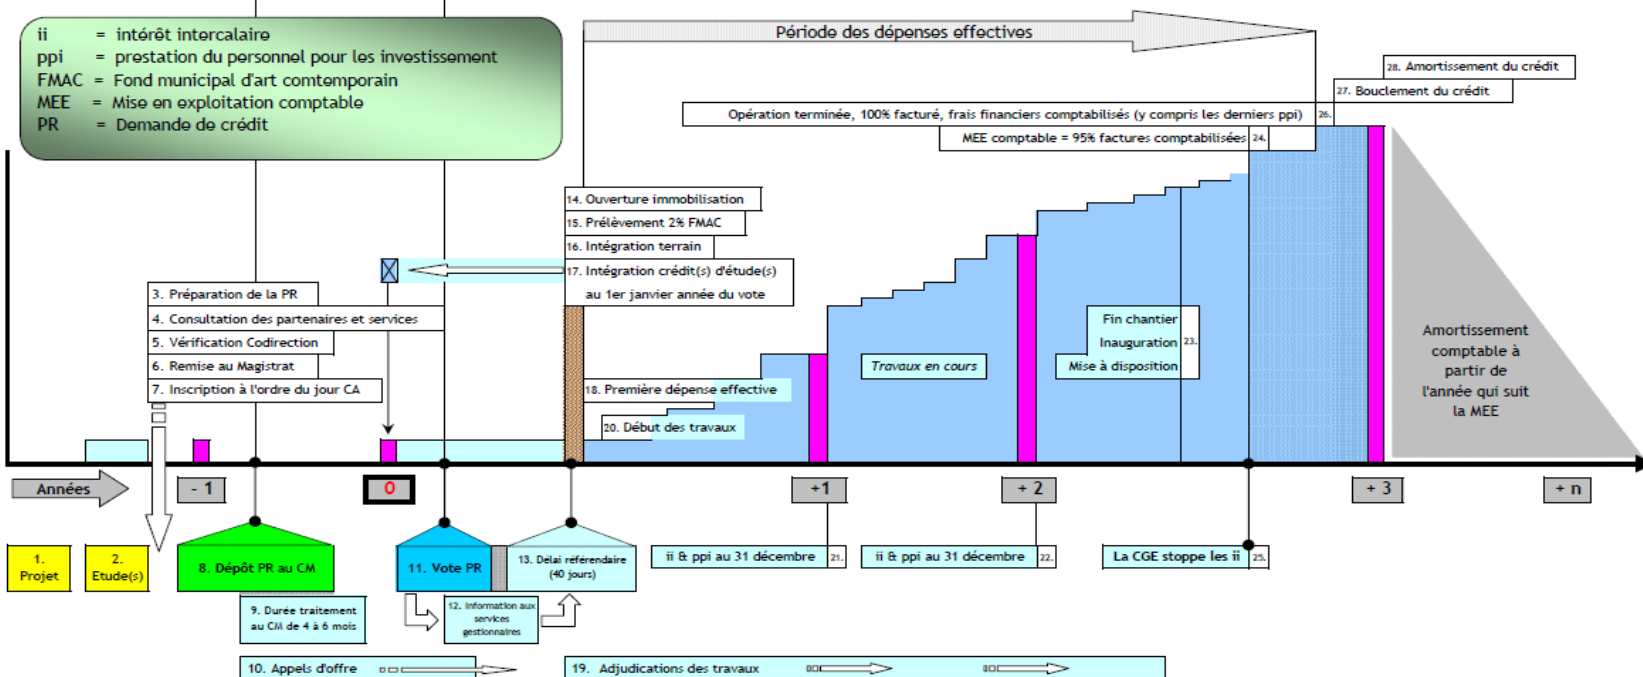 ii = intérêt intercalaire
ppi = prestation du personnel pour les investissement
FMAC = Fond municipal d'art comtemporain
MEE = Mise en exploitation comptable
PR = Demande de crédit
Période des dépenses effectives
28. Amortissement du crédit
27. Bouclement du crédit
Opération terminée, 100% facturé, frais financiers comptabilisés (y compris les derniers ppi) 26.
MEE comptable = 95% factures comptabilisées 24.
14. Ouverture immobilisation
15. Prélèvement 2% FMAC
16. Intégration terrain
17. Intégration crédit(s) d'étude(s)
au 1er janvier année du vote
3. Préparation de la PR
4. Consultation des partenaires et services
5. Vérification Codirection
6. Remise au Magistrat
7. Inscription à l'ordre du jour CA
18. Première dépense effective
20. Début des travaux
Travaux en cours
Fin chantier
Inauguration 23.
Mise à disposition
Amortissement
comptable à
partir de
l'année qui suit
la MEE
Années
- 1
0
+1
+ 2
+ 3
+ n
1.
Projet
2.
Etude(s)
8. Dépôt PR au CM
11. Vote PR
13. Délai référendaire
(40 jours)
ii & ppi au 31 décembre 21.
ii & ppi au 31 décembre 22.
La CGE stoppe les ii 25.
9. Durée traitement
au CM de 4 à 6 mois
12. Information aux
services
gestionnaires
10. Appels d'offre
19. Adjudications des travaux